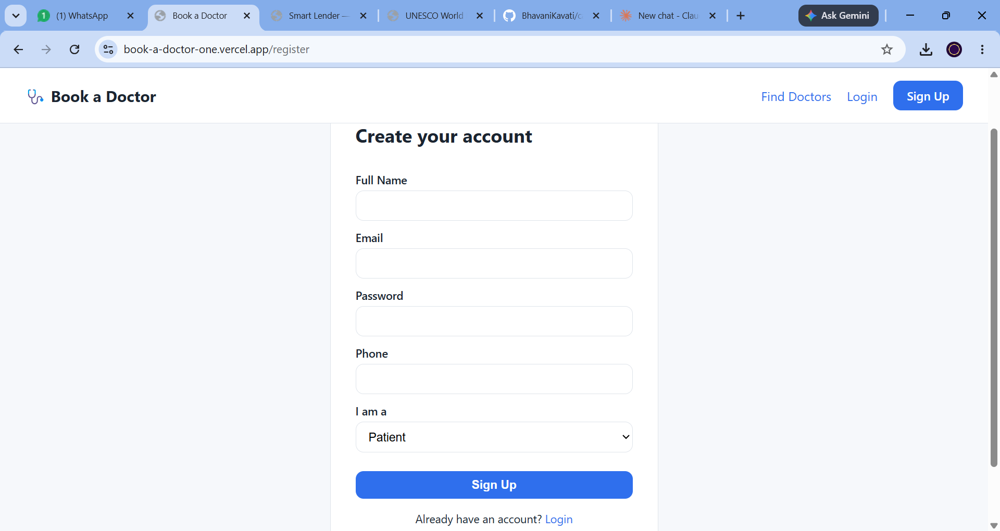 1 (1) WhatsApp
Book a Doctor
Smart Lender —
UNESCO World
BhavaniKavati/c
New chat - Clau
Ask Gemini
book-a-doctor-one.vercel.app/register
Book a Doctor
Find Doctors
Login
Sign Up
Create your account
Full Name
Email
Password
Phone
I am a
Patient
Sign Up
Already have an account? Login